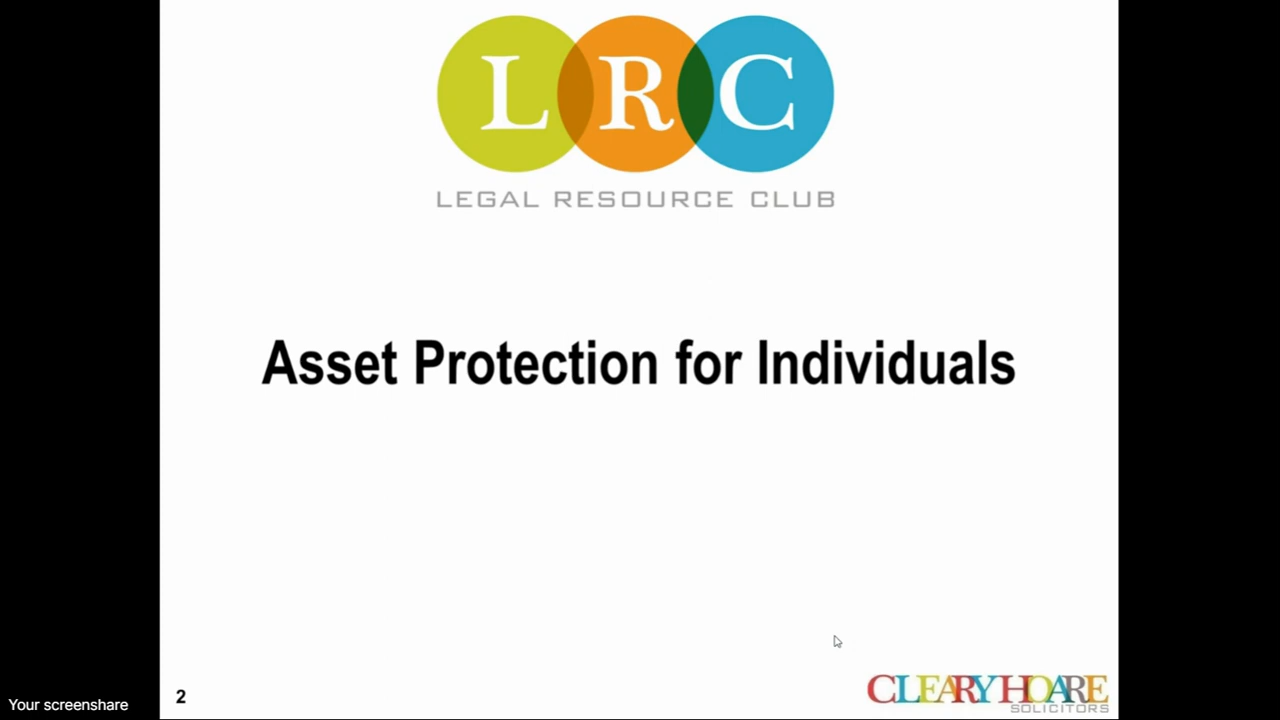 LRC
LEGAL RESOURCE CLUB
Asset Protection for Individuals
CLEARY HOARE
SOLICITORS
2
Your screenshare